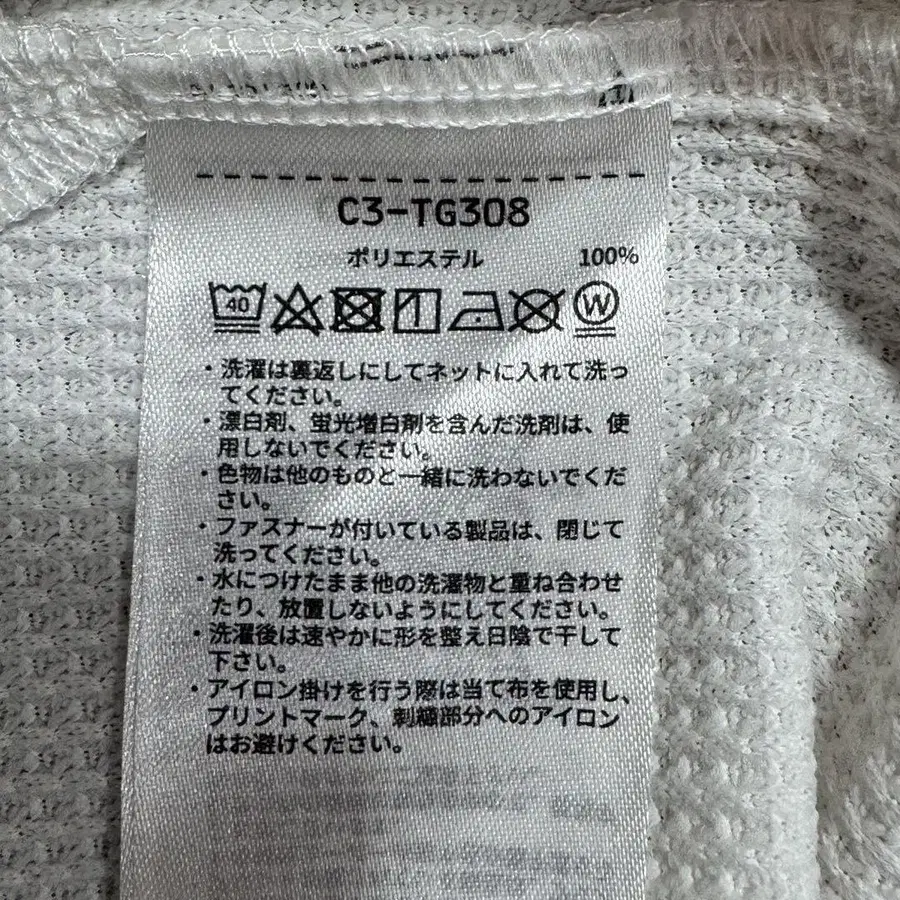 C3-TG308
ポリエステル 100%
40
W
・洗濯は裏返しにしてネットに入れて洗っ
てください。
・漂白剤、蛍光増白剤を含んだ洗剤は、使
用しないでください。
・色物は他のものと一緒に洗わないでくだ
さい。
・ファスナーが付いている製品は、閉じて
洗ってください。
・水につけたまま他の洗濯物と重ね合わせ
たり、放置しないようにしてください。
・洗濯後は速やかに形を整え日陰で干して
下さい。
・アイロン掛けを行う際は当て布を使用し、
プリントマーク、刺繍部分へのアイロン
はお避けください。